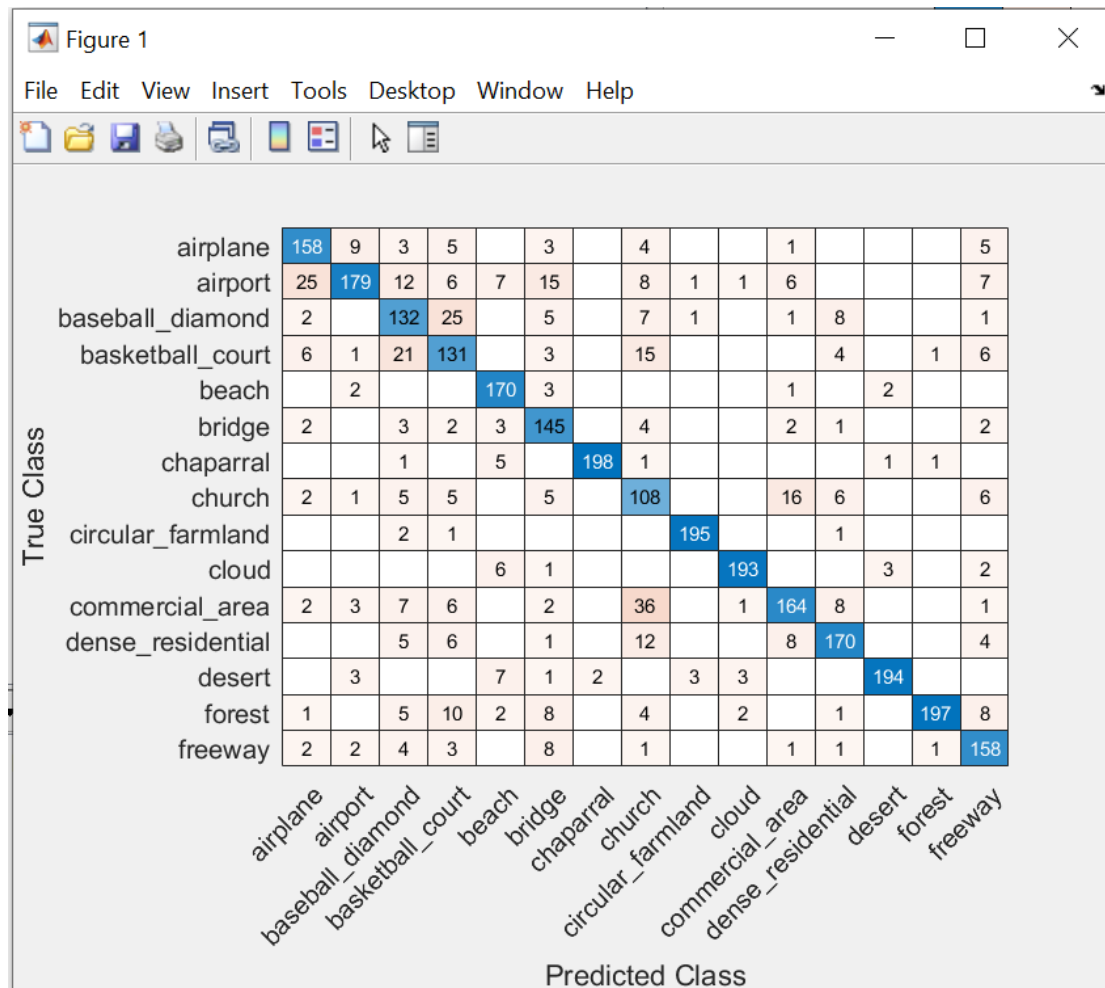 Figure 1
File Edit View Insert Tools Desktop Window Help
True Class
airplane 158 9 3 5 3 4 1 5
airport 25 179 12 6 7 15 8 1 1 6 7
baseball_diamond 2 132 25 5 7 1 1 8 1
basketball_court 6 1 21 131 3 15 4 1 6
beach 2 170 3 1 2
bridge 2 3 2 3 145 4 2 1 2
chaparral 1 5 198 1 1 1
church 2 1 5 5 5 108 16 6 6
circular_farmland 2 1 195 1
cloud 6 1 193 3 2
commercial_area 2 3 7 6 2 36 1 164 8 1
dense_residential 5 6 1 12 8 170 4
desert 3 7 1 2 3 3 194
forest 1 5 10 2 8 4 2 1 197 8
freeway 2 2 4 3 8 1 1 1 1 158
airplane airport baseball_diamond basketball_court beach bridge chaparral church circular_farmland cloud commercial_area dense_residential desert forest freeway
Predicted Class